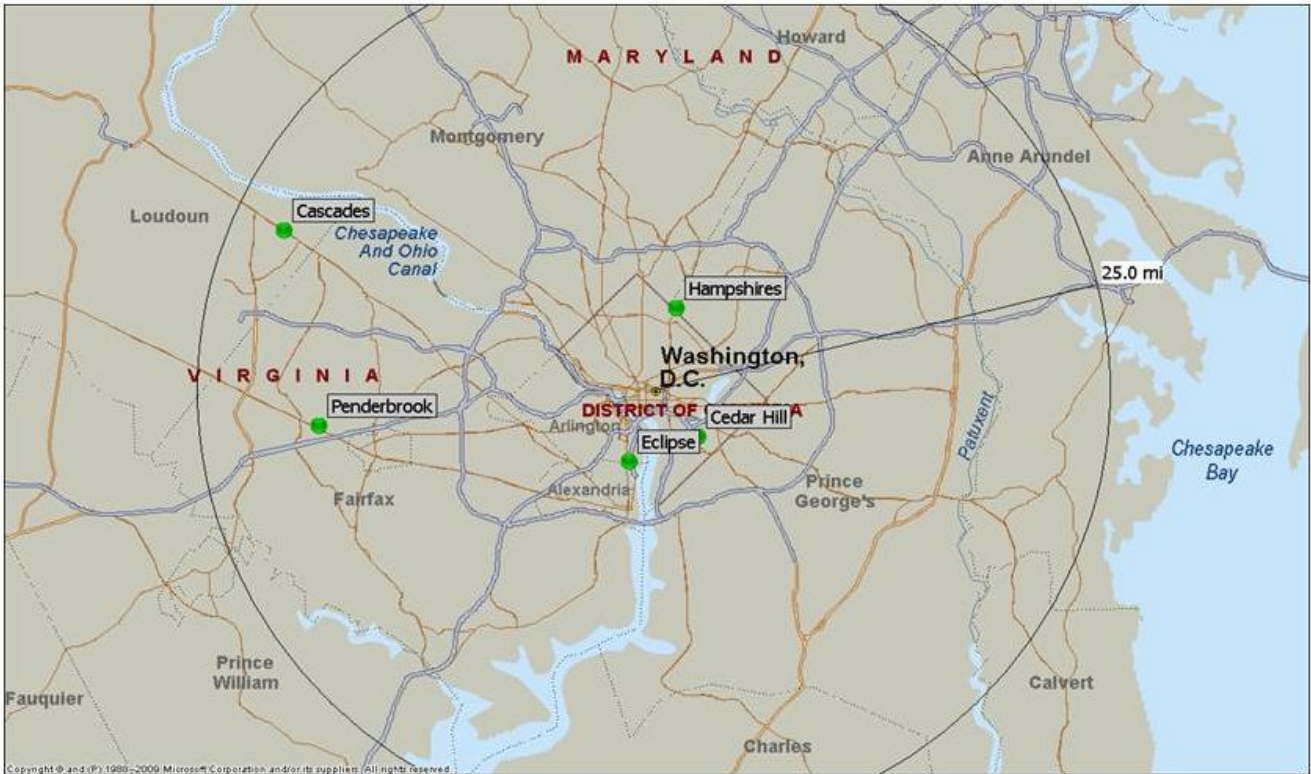 Howard
MARYLAND
Montgomery
Anne Arundel
Loudoun
Cascades
Chesapeake
And Ohio
Canal
25.0 mi
Hampshires
Washington,
D.C.
VIRGINIA
Penderbrook
DISTRICT OF
A
Cedar Hill
Arlington
Eclipse
Patuxent
Chesapeake
Bay
Alexandria
Fairfax
Prince
George's
Prince
William
Fauquier
Calvert
Charles
Copyright © and (P) 1988–2009 Microsoft Corporation and/or its suppliers. All rights reserved.